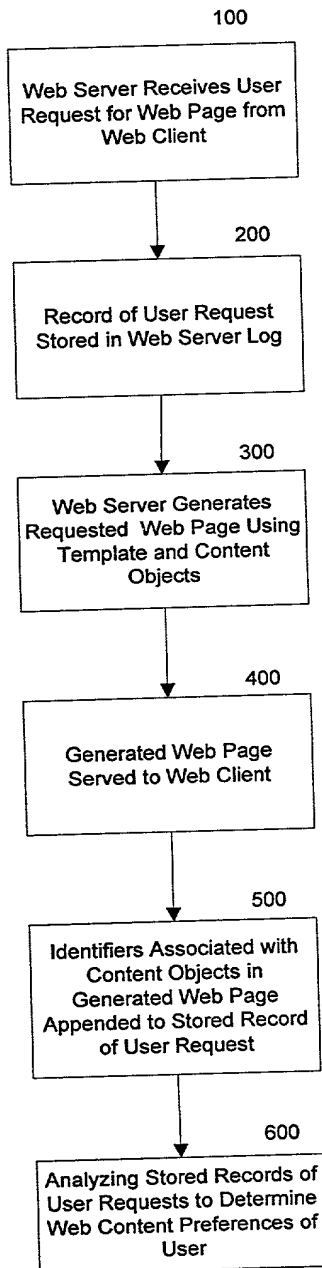 100
Web Server Receives User
Request for Web Page from
Web Client
200
Record of User Request
Stored in Web Server Log
300
Web Server Generates
Requested Web Page Using
Template and Content
Objects
400
Generated Web Page
Served to Web Client
500
Identifiers Associated with
Content Objects in
Generated Web Page
Appended to Stored Record
of User Request
600
Analyzing Stored Records of
User Requests to Determine
Web Content Preferences of
User